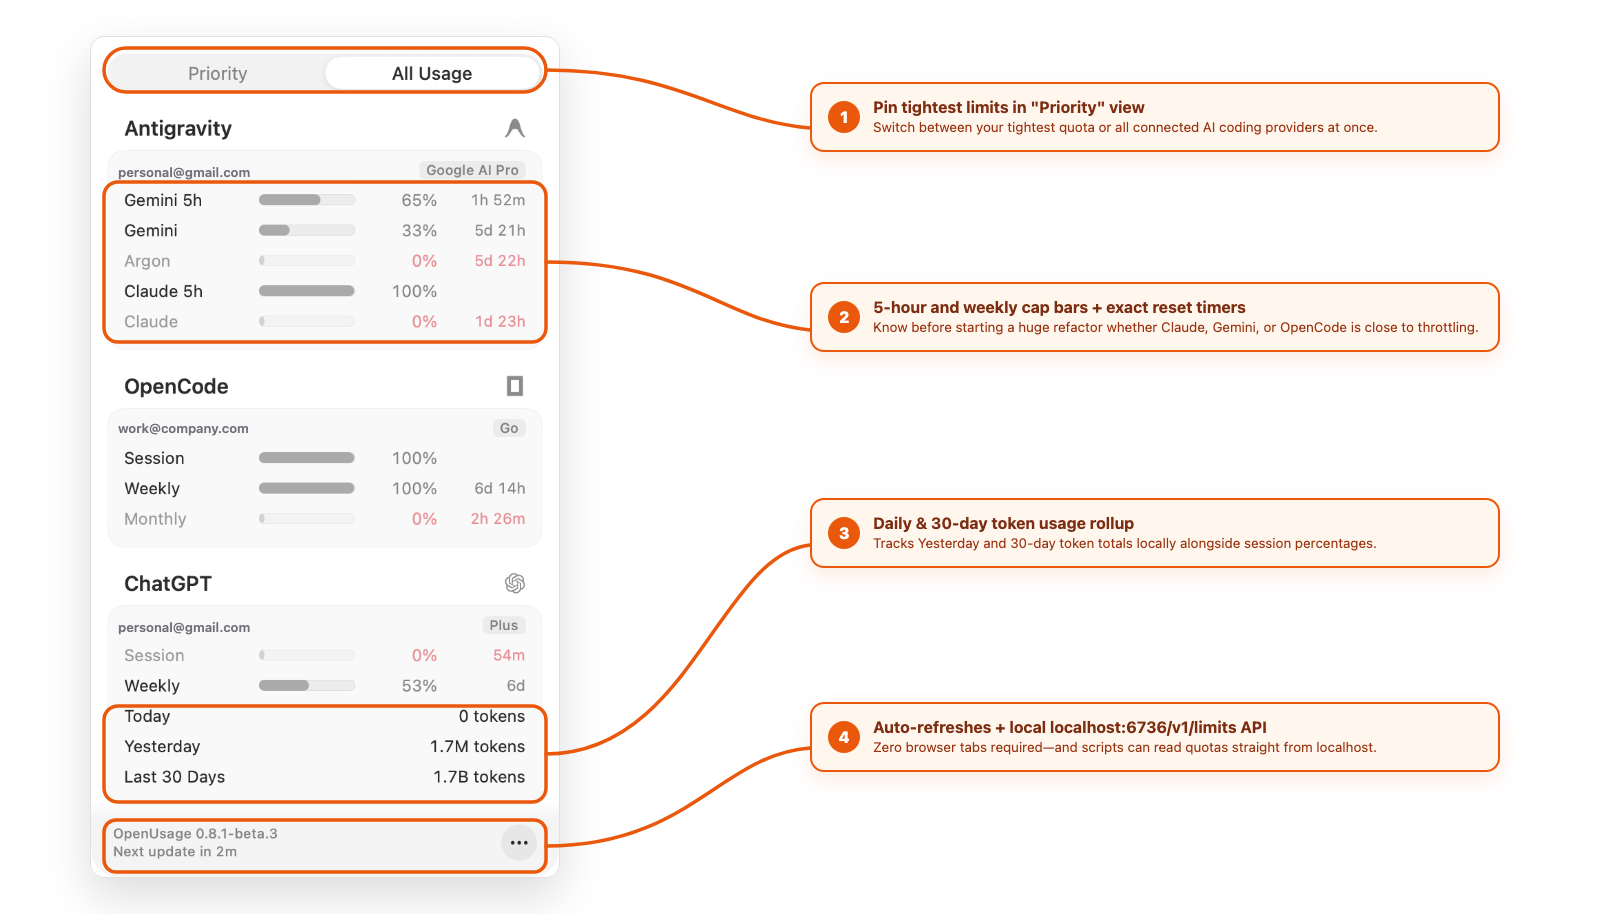 Priority
All Usage
Antigravity
personal@gmail.com
Google AI Pro
Gemini 5h 65% 1h 52m
Gemini 33% 5d 21h
Argon 0% 5d 22h
Claude 5h 100%
Claude 0% 1d 23h
OpenCode
work@company.com
Go
Session 100%
Weekly 100% 6d 14h
Monthly 0% 2h 26m
ChatGPT
personal@gmail.com
Plus
Session 0% 54m
Weekly 53% 6d
Today 0 tokens
Yesterday 1.7M tokens
Last 30 Days 1.7B tokens
OpenUsage 0.8.1-beta.3
Next update in 2m
1
Pin tightest limits in "Priority" view
Switch between your tightest quota or all connected AI coding providers at once.
2
5-hour and weekly cap bars + exact reset timers
Know before starting a huge refactor whether Claude, Gemini, or OpenCode is close to throttling.
3
Daily & 30-day token usage rollup
Tracks Yesterday and 30-day token totals locally alongside session percentages.
4
Auto-refreshes + local localhost:6736/v1/limits API
Zero browser tabs required—and scripts can read quotas straight from localhost.